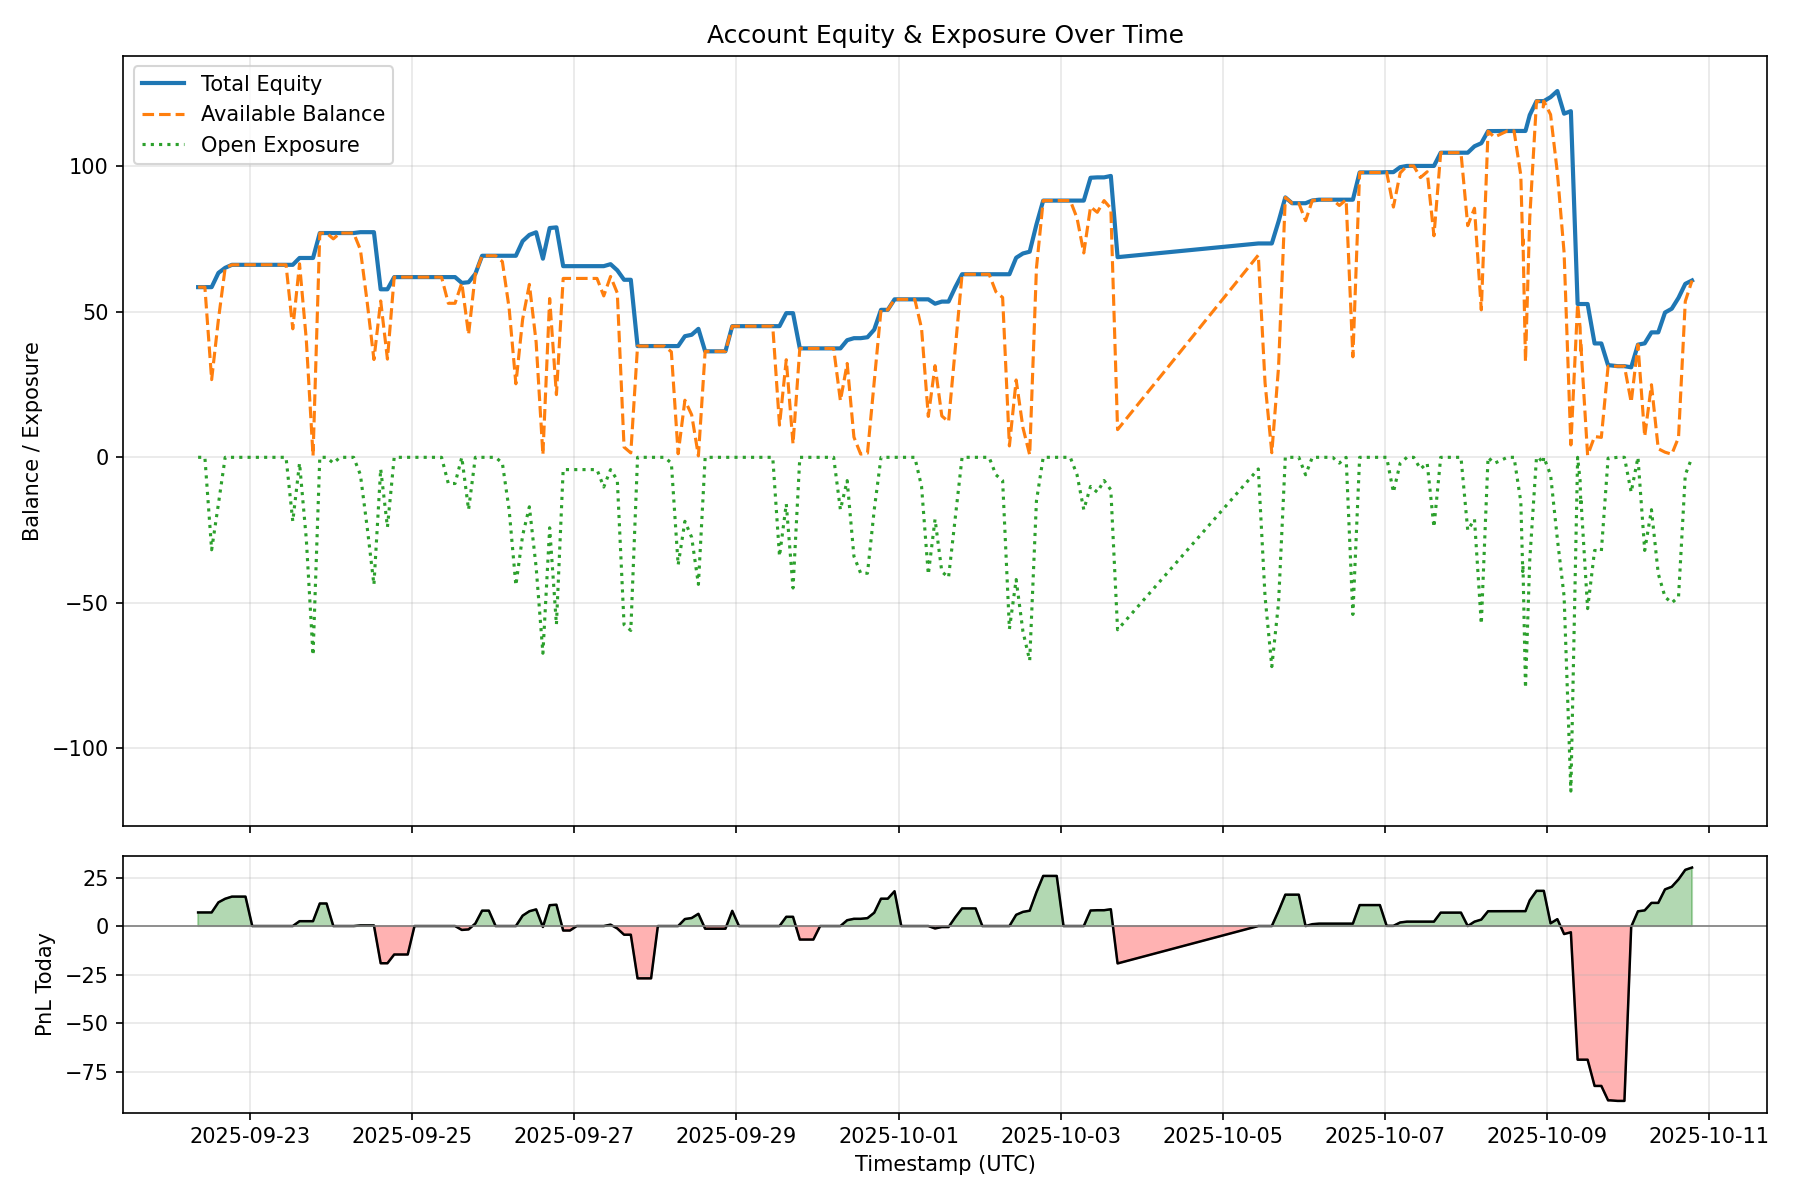 Account Equity & Exposure Over Time
Total Equity
Available Balance
Open Exposure
Balance / Exposure
100
50
0
−50
−100
PnL Today
25
0
−25
−50
−75
2025-09-23 2025-09-25 2025-09-27 2025-09-29 2025-10-01 2025-10-03 2025-10-05 2025-10-07 2025-10-09 2025-10-11
Timestamp (UTC)